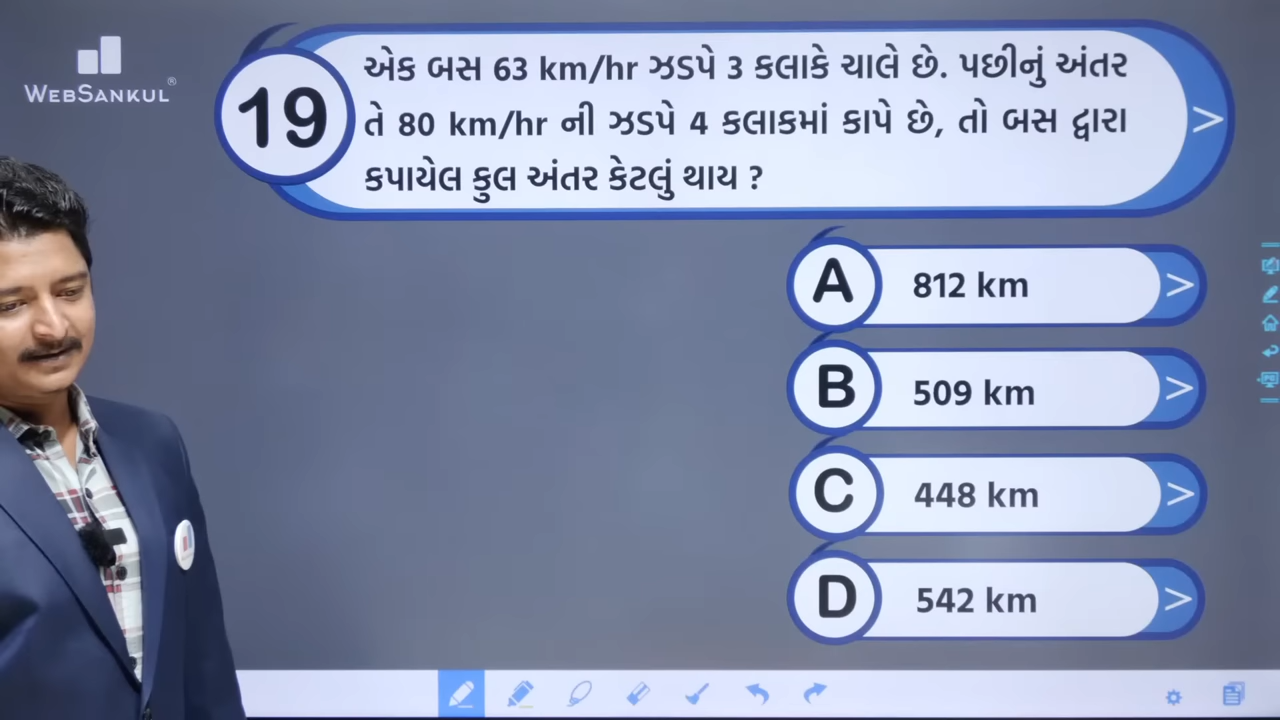 WEBSANKUL®
19
એક બસ 63 km/hr ઝડપે 3 કલાકે ચાલે છે. પછીનું અંતર
તે 80 km/hr ની ઝડપે 4 કલાકમાં કાપે છે, તો બસ દ્વારા
કપાયેલ કુલ અંતર કેટલું થાય ?
>
A 812 km >
B 509 km >
C 448 km >
D 542 km >